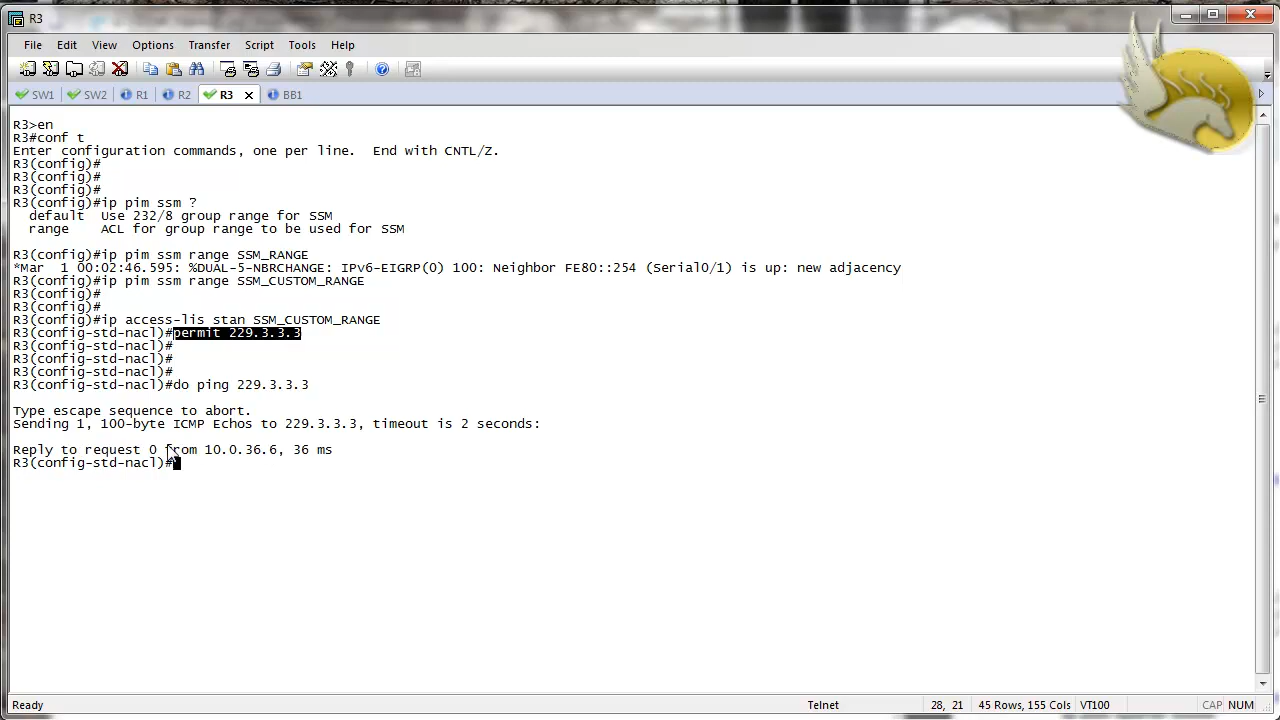 R3
File Edit View Options Transfer Script Tools Help
SW1 SW2 R1 R2 R3 BB1
R3>en
R3#conf t
Enter configuration commands, one per line.  End with CNTL/Z.
R3(config)#
R3(config)#
R3(config)#
R3(config)#ip pim ssm ?
  default  Use 232/8 group range for SSM
  range    ACL for group range to be used for SSM
R3(config)#ip pim ssm range SSM_RANGE
*Mar  1 00:02:46.595: %DUAL-5-NBRCHANGE: IPv6-EIGRP(0) 100: Neighbor FE80::254 (Serial0/1) is up: new adjacency
R3(config)#ip pim ssm range SSM_CUSTOM_RANGE
R3(config)#
R3(config)#
R3(config)#ip access-lis stan SSM_CUSTOM_RANGE
R3(config-std-nacl)#permit 229.3.3.3
R3(config-std-nacl)#
R3(config-std-nacl)#
R3(config-std-nacl)#
R3(config-std-nacl)#do ping 229.3.3.3
Type escape sequence to abort.
Sending 1, 100-byte ICMP Echos to 229.3.3.3, timeout is 2 seconds:
Reply to request 0 from 10.0.36.6, 36 ms
R3(config-std-nacl)#
Ready Telnet 28, 21 45 Rows, 155 Cols VT100 CAP NUM